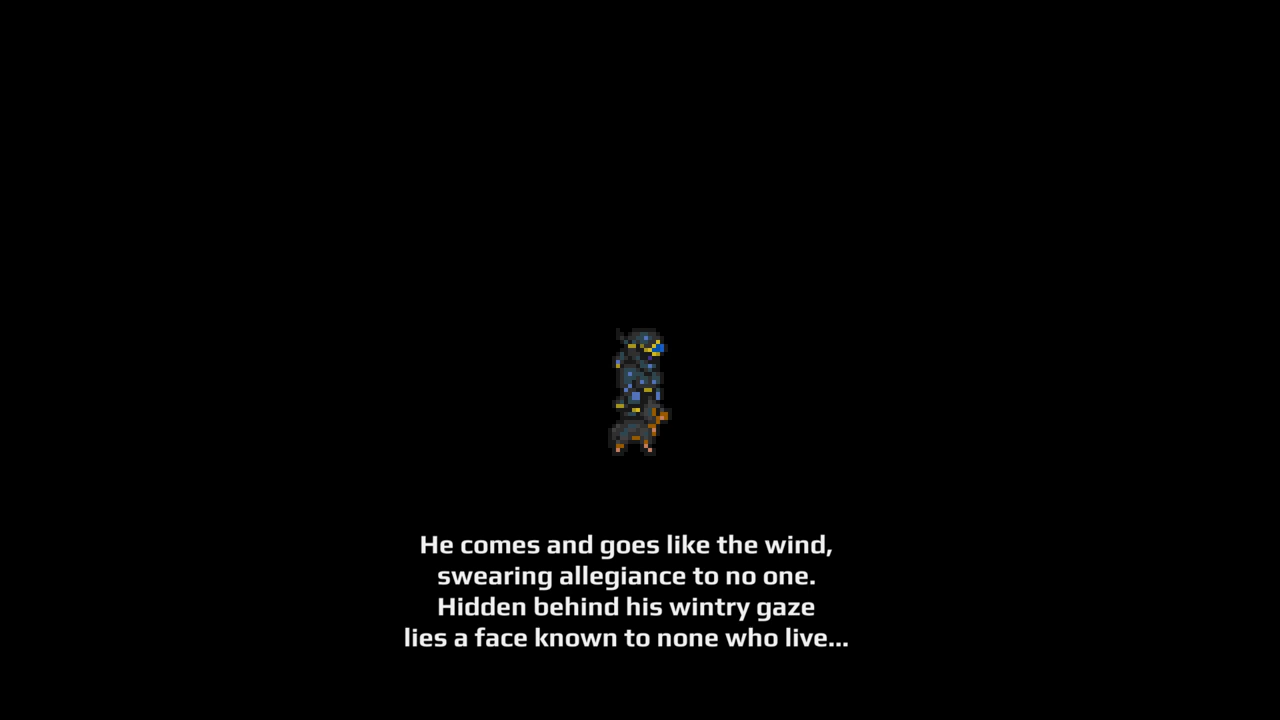 He comes and goes like the wind,
swearing allegiance to no one.
Hidden behind his wintry gaze
lies a face known to none who live...